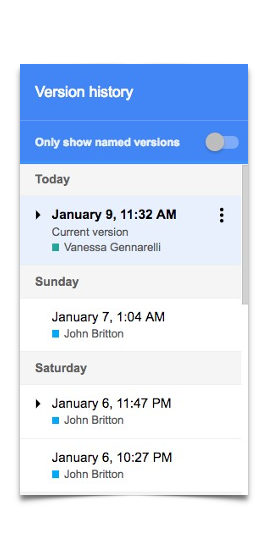 Version history
Only show named versions
Today
January 9, 11:32 AM
Current version
Vanessa Gennarelli
Sunday
January 7, 1:04 AM
John Britton
Saturday
January 6, 11:47 PM
John Britton
January 6, 10:27 PM
John Britton